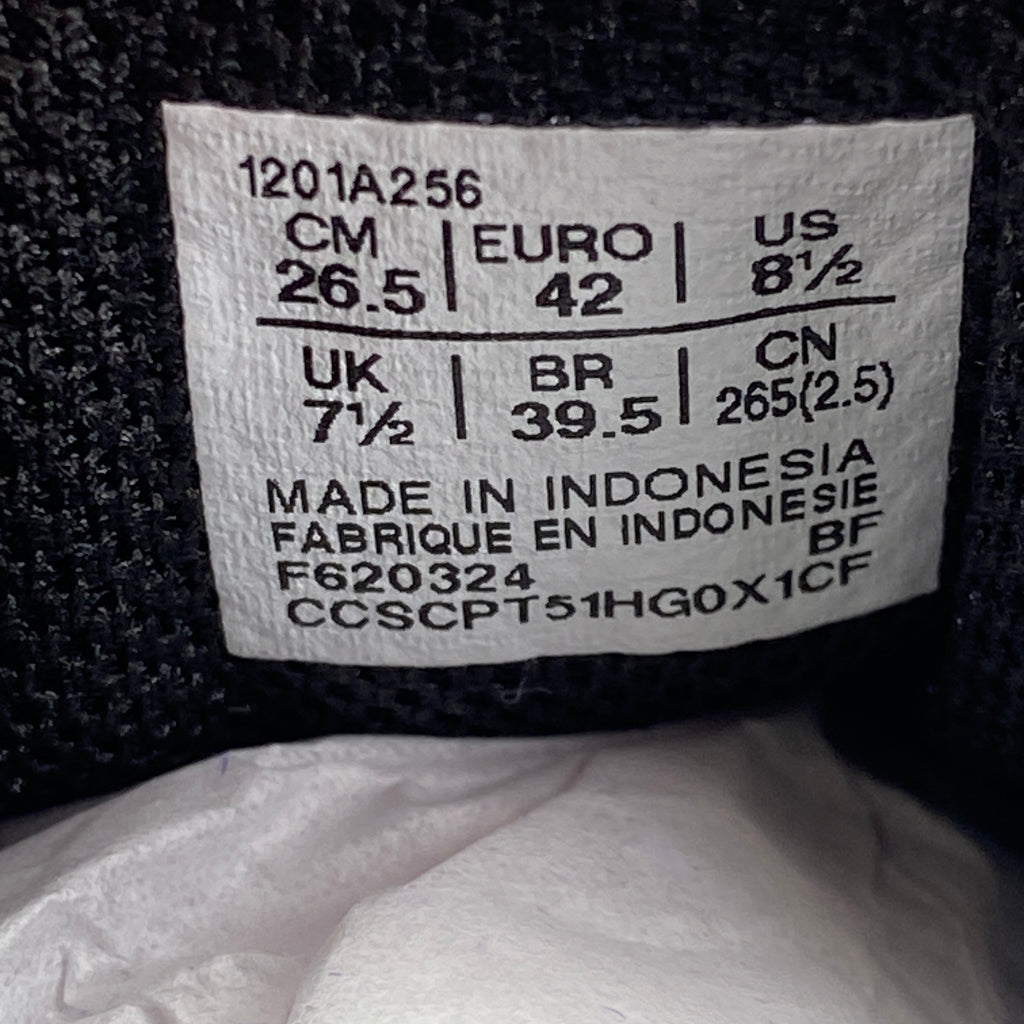 1201A256
CM | EURO | US
26.5 | 42 | 8½
UK | BR | CN
7½ | 39.5 | 265(2.5)
MADE IN INDONESIA
FABRIQUE EN INDONESIE
BF
F620324
CCSCPT51HG0X1CF